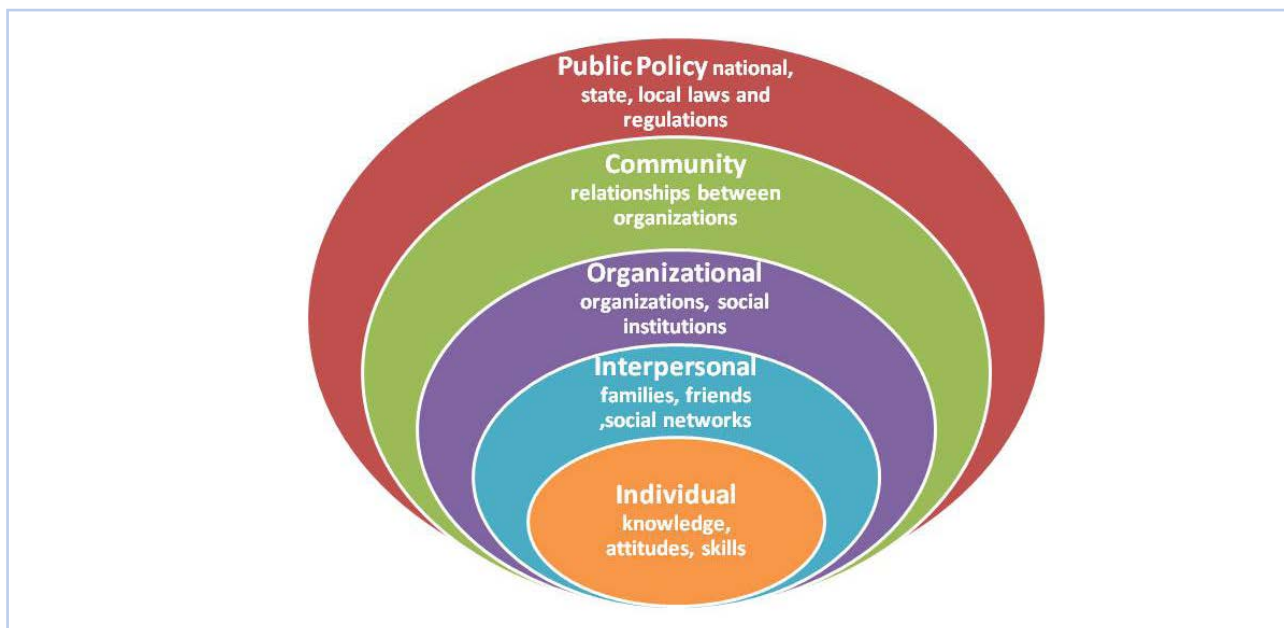 Public Policy national,
state, local laws and
regulations
Community
relationships between
organizations
Organizational
organizations, social
institutions
Interpersonal
families, friends
,social networks
Individual
knowledge,
attitudes, skills